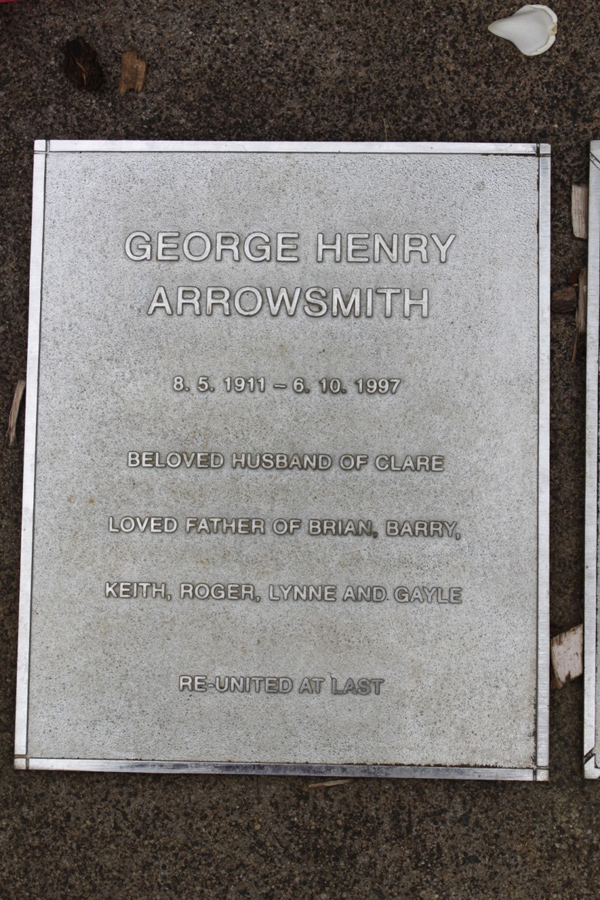 GEORGE HENRY
ARROWSMITH
8. 5. 1911 – 6. 10. 1997
BELOVED HUSBAND OF CLARE
LOVED FATHER OF BRIAN, BARRY,
KEITH, ROGER, LYNNE AND GAYLE
RE-UNITED AT LAST